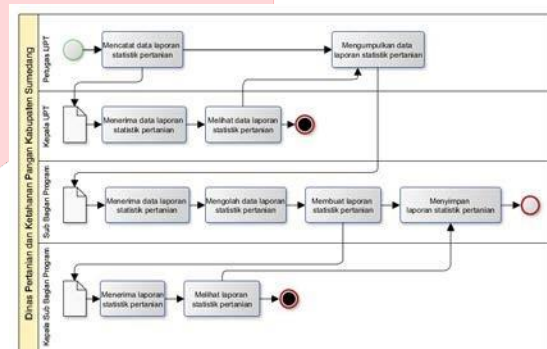 Dinas Pertanian dan Ketahanan Pangan Kabupaten Sumedang
Petugas UPT
Mencatat data laporan
statistik pertanian
Mengumpulkan data
laporan statistik pertanian
Kepala UPT
Menerima data laporan
statistik pertanian
Melihat data laporan
statistik pertanian
Sub Bagian Program
Menerima data laporan
statistik pertanian
Mengolah data laporan
statistik pertanian
Membuat laporan
statistik pertanian
Menyimpan
laporan statistik pertanian
Kepala Sub Bagian Program
Menerima laporan
statistik pertanian
Melihat laporan
statistik pertanian